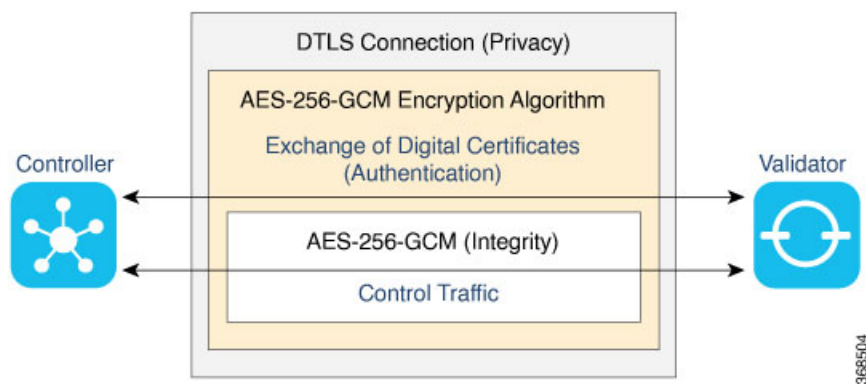 DTLS Connection (Privacy)
AES-256-GCM Encryption Algorithm
Exchange of Digital Certificates
(Authentication)
Controller
Validator
AES-256-GCM (Integrity)
Control Traffic
368504